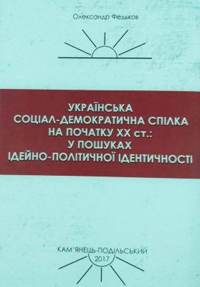 Олександр Федьков
УКРАЇНСЬКА
СОЦІАЛ-ДЕМОКРАТИЧНА СПІЛКА
НА ПОЧАТКУ ХХ ст.:
У ПОШУКАХ
ІДЕЙНО-ПОЛІТИЧНОЇ ІДЕНТИЧНОСТІ
КАМ'ЯНЕЦЬ-ПОДІЛЬСЬКИЙ
2017